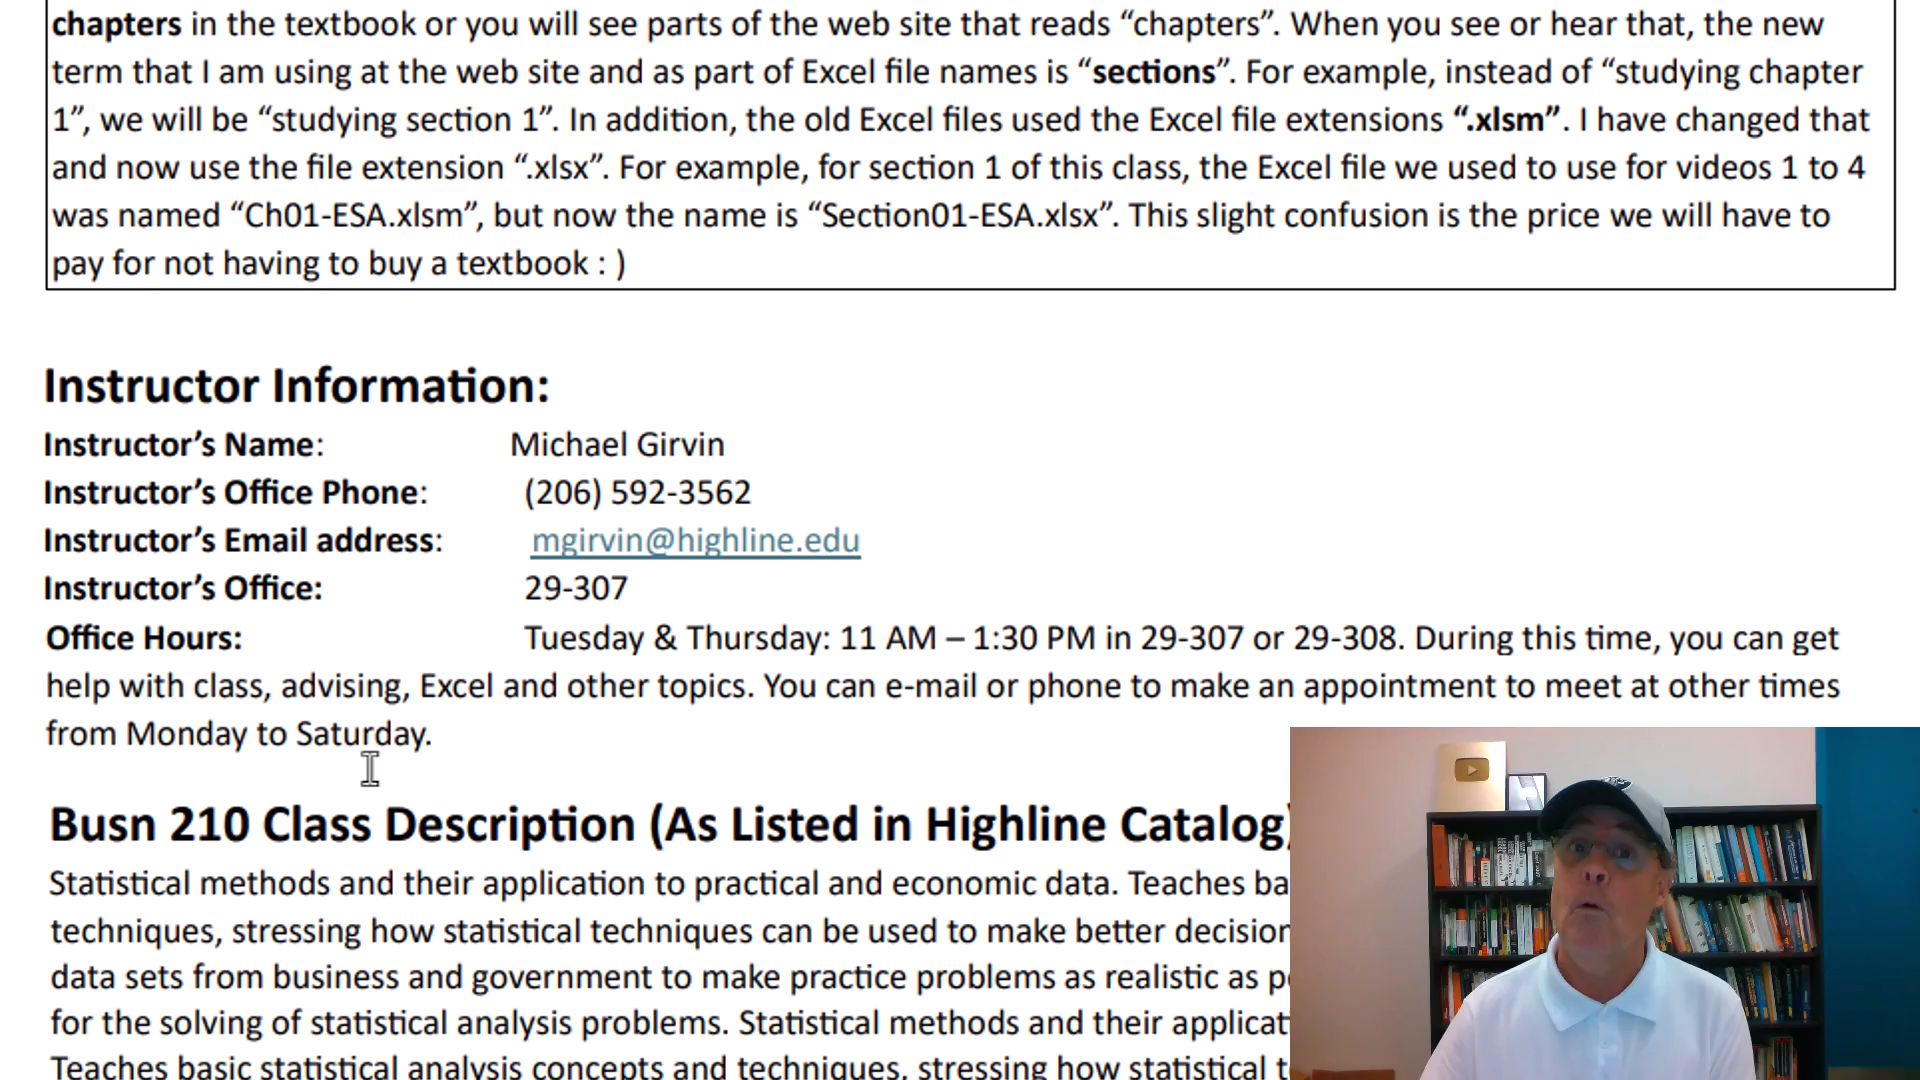 chapters in the textbook or you will see parts of the web site that reads “chapters”. When you see or hear that, the new
term that I am using at the web site and as part of Excel file names is “sections”. For example, instead of “studying chapter
1”, we will be “studying section 1”. In addition, the old Excel files used the Excel file extensions “.xlsm”. I have changed that
and now use the file extension “.xlsx”. For example, for section 1 of this class, the Excel file we used to use for videos 1 to 4
was named “Ch01-ESA.xlsm”, but now the name is “Section01-ESA.xlsx”. This slight confusion is the price we will have to
pay for not having to buy a textbook : )
Instructor Information:
Instructor’s Name: Michael Girvin
Instructor’s Office Phone: (206) 592-3562
Instructor’s Email address: mgirvin@highline.edu
Instructor’s Office: 29-307
Office Hours: Tuesday & Thursday: 11 AM – 1:30 PM in 29-307 or 29-308. During this time, you can get
help with class, advising, Excel and other topics. You can e-mail or phone to make an appointment to meet at other times
from Monday to Saturday.
Busn 210 Class Description (As Listed in Highline Catalog)
Statistical methods and their application to practical and economic data. Teaches ba
techniques, stressing how statistical techniques can be used to make better decision
data sets from business and government to make practice problems as realistic as p
for the solving of statistical analysis problems. Statistical methods and their applicat
Teaches basic statistical analysis concepts and techniques, stressing how statistical t